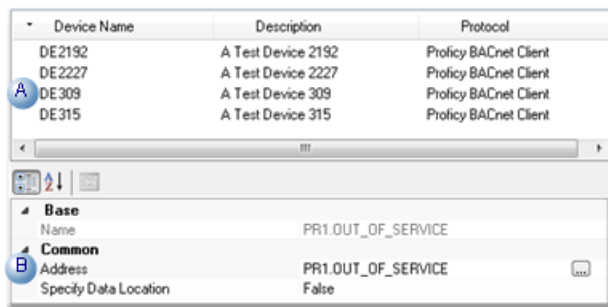 Device Name Description Protocol
DE2192 A Test Device 2192 Proficy BACnet Client
DE2227 A Test Device 2227 Proficy BACnet Client
A DE309 A Test Device 309 Proficy BACnet Client
DE315 A Test Device 315 Proficy BACnet Client
Base
Name PR1.OUT_OF_SERVICE
Common
B Address PR1.OUT_OF_SERVICE ...
Specify Data Location False